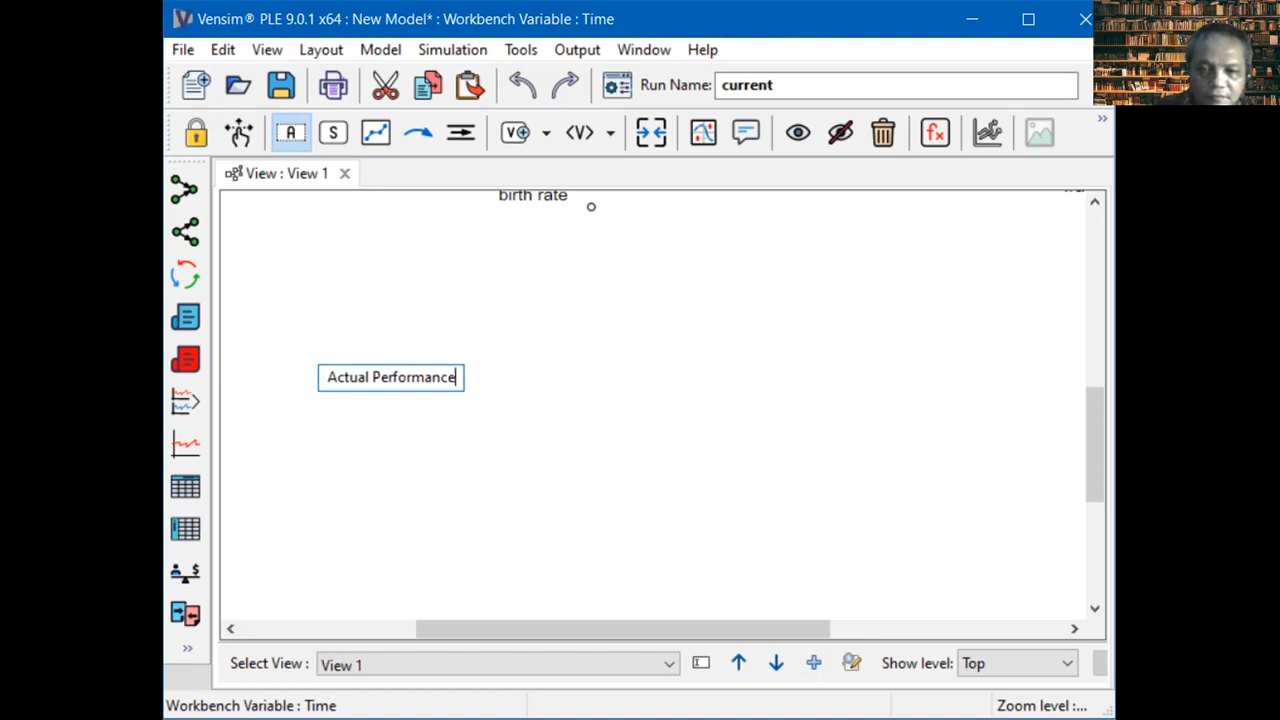 Vensim® PLE 9.0.1 x64 : New Model* : Workbench Variable : Time
File Edit View Layout Model Simulation Tools Output Window Help
Run Name: current
A S V <V> fx
View : View 1
birth rate
Actual Performance
$
Select View : View 1 Show level: Top
Workbench Variable : Time Zoom level :...